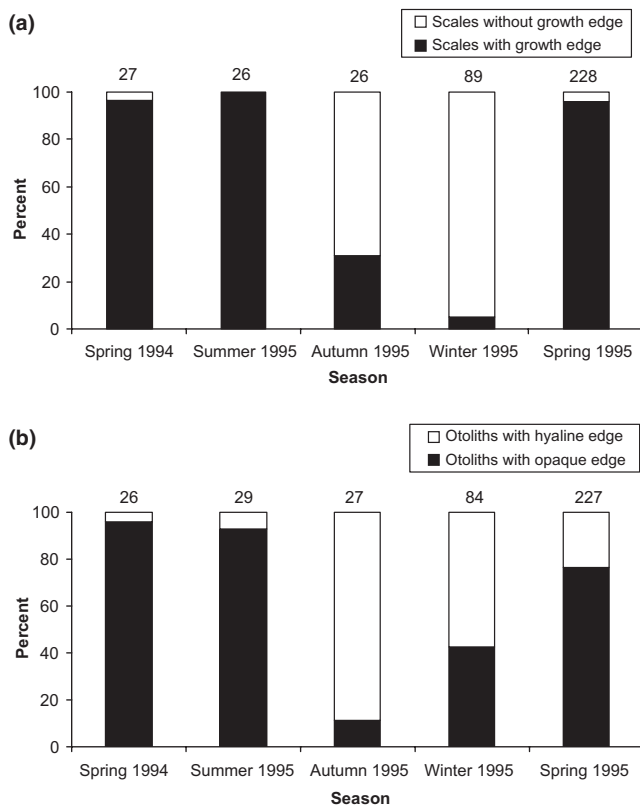 (a)
Scales without growth edge
Scales with growth edge
27 26 26 89 228
100
80
60
40
20
0
Percent
Spring 1994 Summer 1995 Autumn 1995 Winter 1995 Spring 1995
Season
(b)
Otoliths with hyaline edge
Otoliths with opaque edge
26 29 27 84 227
100
80
60
40
20
0
Percent
Spring 1994 Summer 1995 Autumn 1995 Winter 1995 Spring 1995
Season